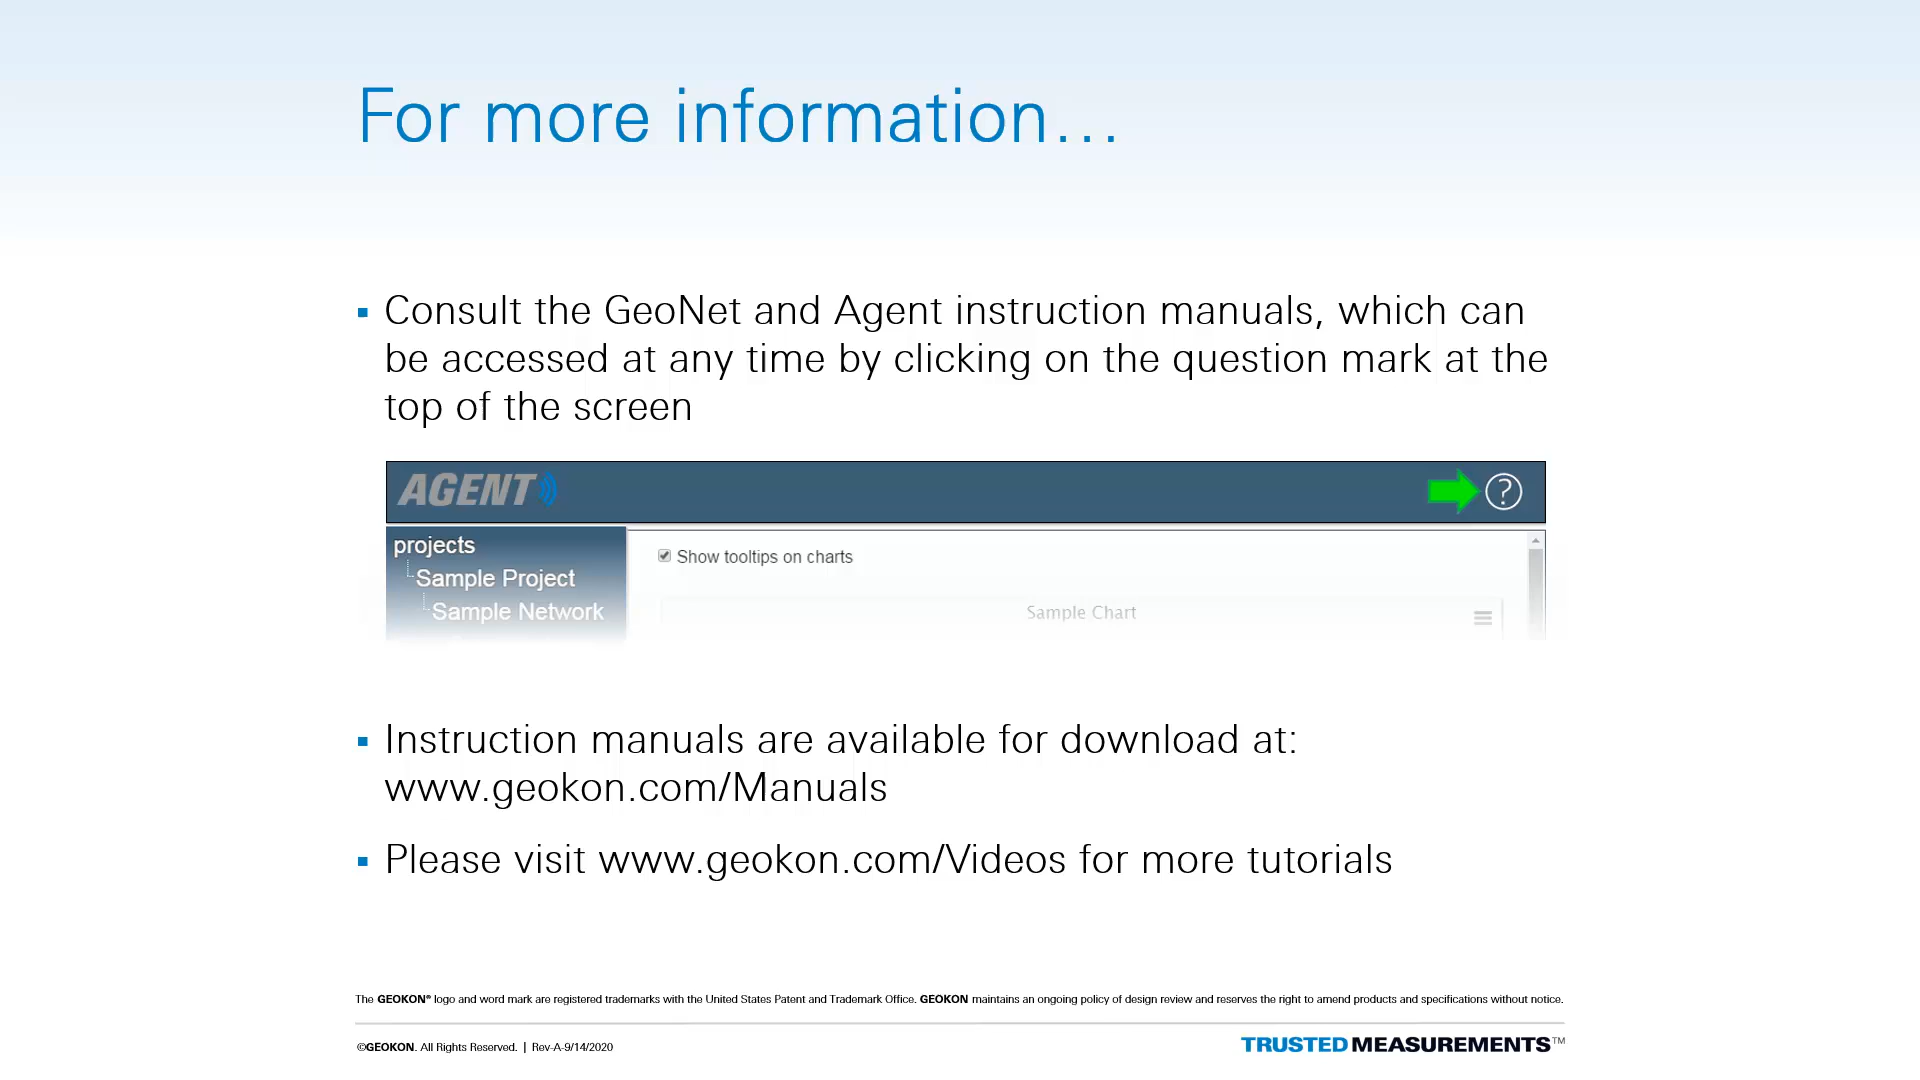 For more information…
▪ Consult the GeoNet and Agent instruction manuals, which can
be accessed at any time by clicking on the question mark at the
top of the screen
AGENT
?
projects
Sample Project
Sample Network
Show tooltips on charts
Sample Chart
▪ Instruction manuals are available for download at:
www.geokon.com/Manuals
▪ Please visit www.geokon.com/Videos for more tutorials
The GEOKON® logo and word mark are registered trademarks with the United States Patent and Trademark Office. GEOKON maintains an ongoing policy of design review and reserves the right to amend products and specifications without notice.
©GEOKON. All Rights Reserved. | Rev-A-9/14/2020
TRUSTED MEASUREMENTS™